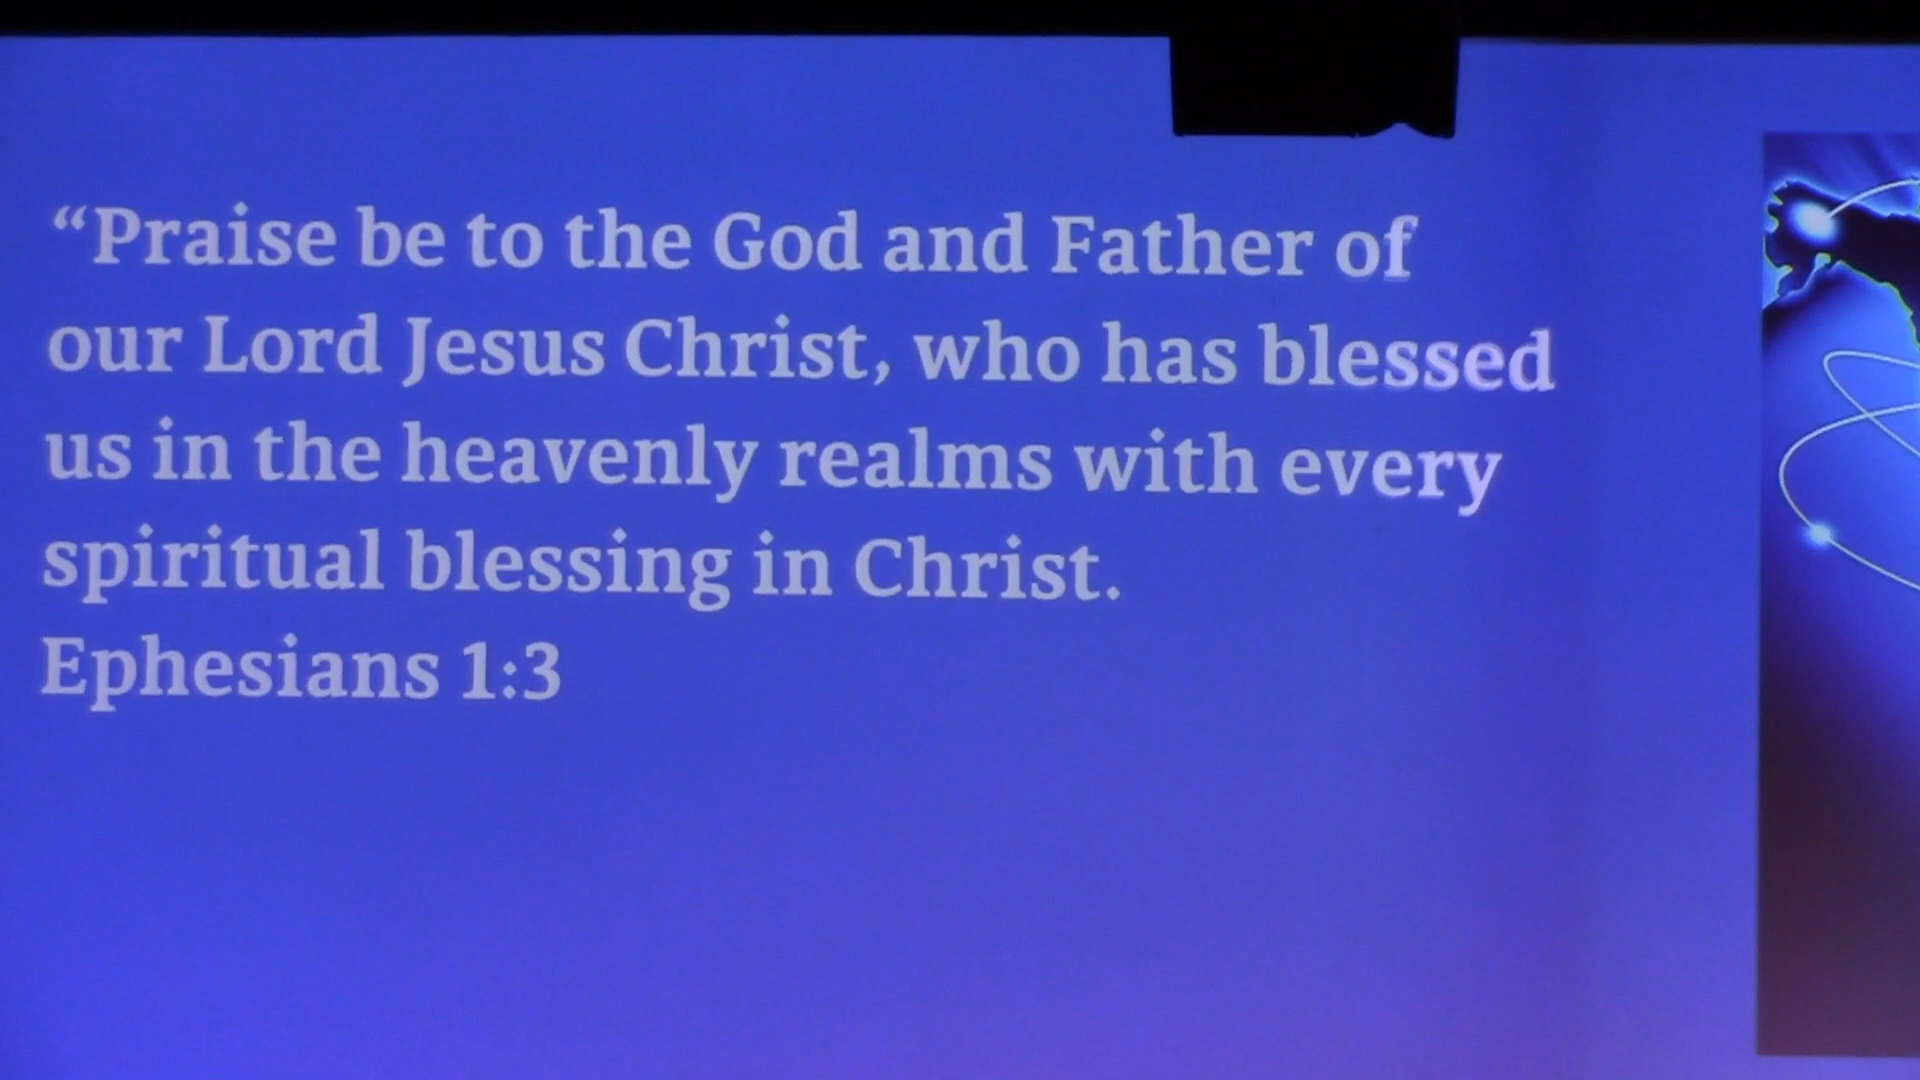 “Praise be to the God and Father of
our Lord Jesus Christ, who has blessed
us in the heavenly realms with every
spiritual blessing in Christ.
Ephesians 1:3